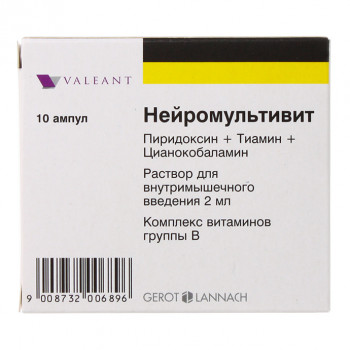 VALEANT
10 ампул
Нейромультивит
Пиридоксин + Тиамин +
Цианокобаламин
Раствор для
внутримышечного
введения 2 мл
Комплекс витаминов
группы В
9 008732 006896
GEROT LANNACH